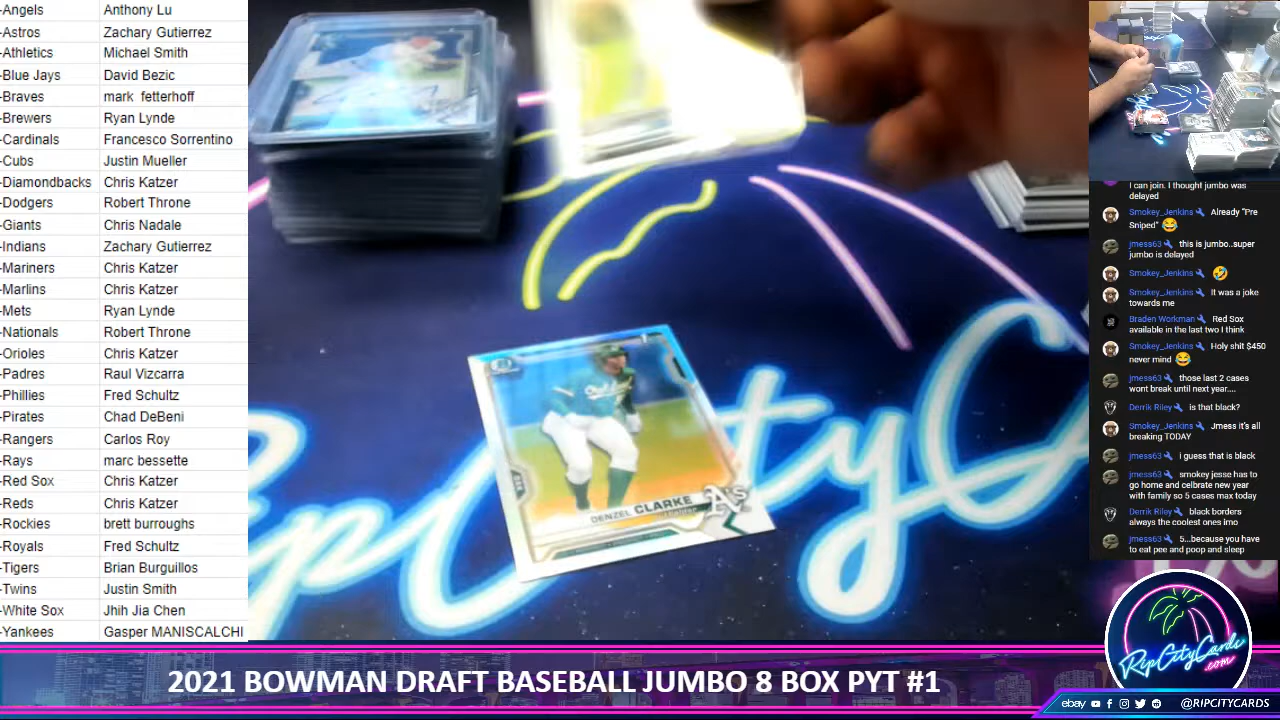 -Angels Anthony Lu
-Astros Zachary Gutierrez
-Athletics Michael Smith
-Blue Jays David Bezic
-Braves mark fetterhoff
-Brewers Ryan Lynde
-Cardinals Francesco Sorrentino
-Cubs Justin Mueller
-Diamondbacks Chris Katzer
-Dodgers Robert Throne
-Giants Chris Nadale
-Indians Zachary Gutierrez
-Mariners Chris Katzer
-Marlins Chris Katzer
-Mets Ryan Lynde
-Nationals Robert Throne
-Orioles Chris Katzer
-Padres Raul Vizcarra
-Phillies Fred Schultz
-Pirates Chad DeBeni
-Rangers Carlos Roy
-Rays marc bessette
-Red Sox Chris Katzer
-Reds Chris Katzer
-Rockies brett burroughs
-Royals Fred Schultz
-Tigers Brian Burguillos
-Twins Justin Smith
-White Sox Jhih Jia Chen
-Yankees Gasper MANISCALCHI
DENZEL CLARKE
A's
I can join. I thought jumbo was
delayed
Smokey_Jenkins Already "Pre
Sniped" 😂
jmess63 this is jumbo..super
jumbo is delayed
Smokey_Jenkins 🤣
Smokey_Jenkins It was a joke
towards me
Braden Workman Red Sox
available in the last two I think
Smokey_Jenkins Holy shit $450
never mind 😂
jmess63 those last 2 cases
wont break until next year....
Derrik Riley is that black?
Smokey_Jenkins Jmess it's all
breaking TODAY
jmess63 i guess that is black
jmess63 smokey jesse has to
go home and celbrate new year
with family so 5 cases max today
Derrik Riley black borders
always the coolest ones imo
jmess63 5...because you have
to eat pee and poop and sleep
RipCityCards
.com
2021 BOWMAN DRAFT BASEBALL JUMBO 8 BOX PYT #1
ebay @RIPCITYCARDS